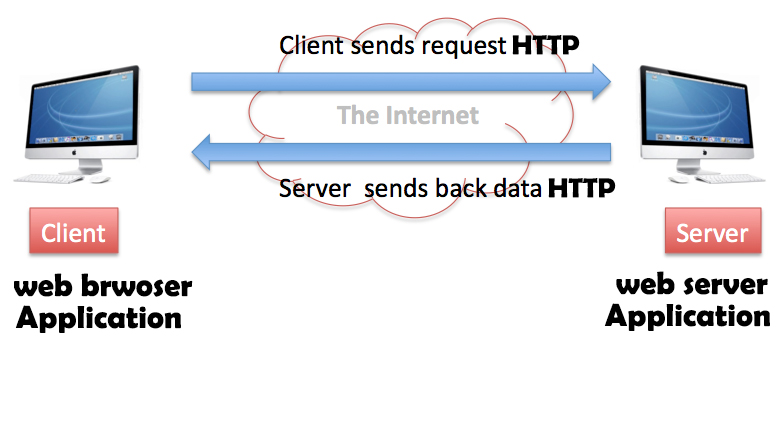 Client sends request HTTP
The Internet
Server sends back data HTTP
Client
Server
web brwoser
Application
web server
Application